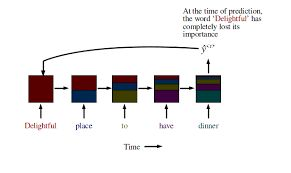 At the time of prediction,
the word 'Delightful' has
completely lost its
importance
Delightful place to have dinner
Time